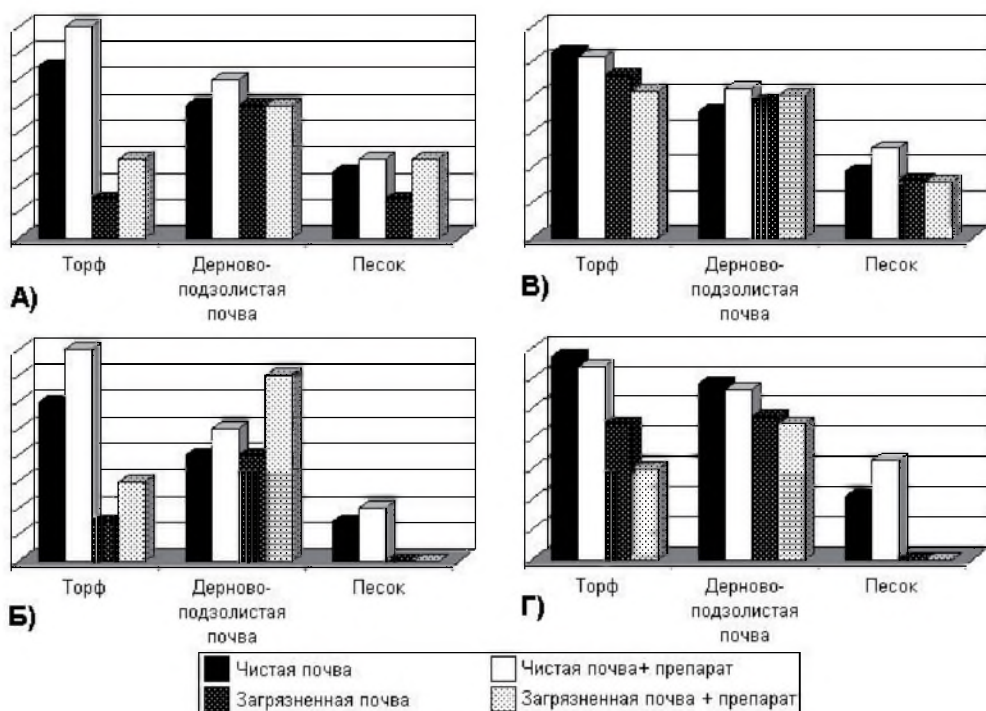 Торф
Дерново-
подзолистая
почва
Песок
А)
Торф
Дерново-
подзолистая
почва
Песок
В)
Торф
Дерново-
подзолистая
почва
Песок
Б)
Торф
Дерново-
подзолистая
почва
Песок
Г)
Чистая почва
Чистая почва+ препарат
Загрязненная почва
Загрязненная почва + препарат